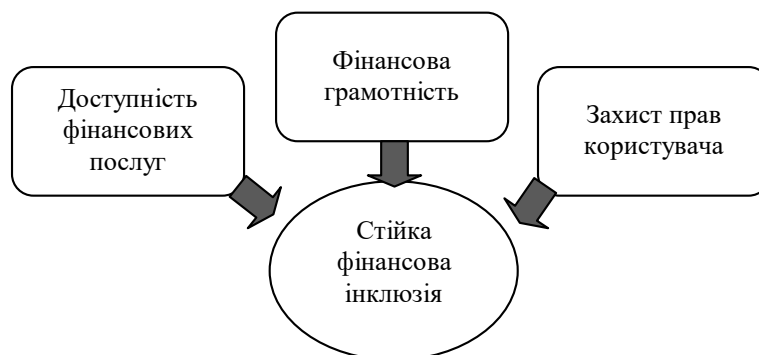 Доступність
фінансових
послуг
Фінансова
грамотність
Захист прав
користувача
Стійка
фінансова
інклюзія